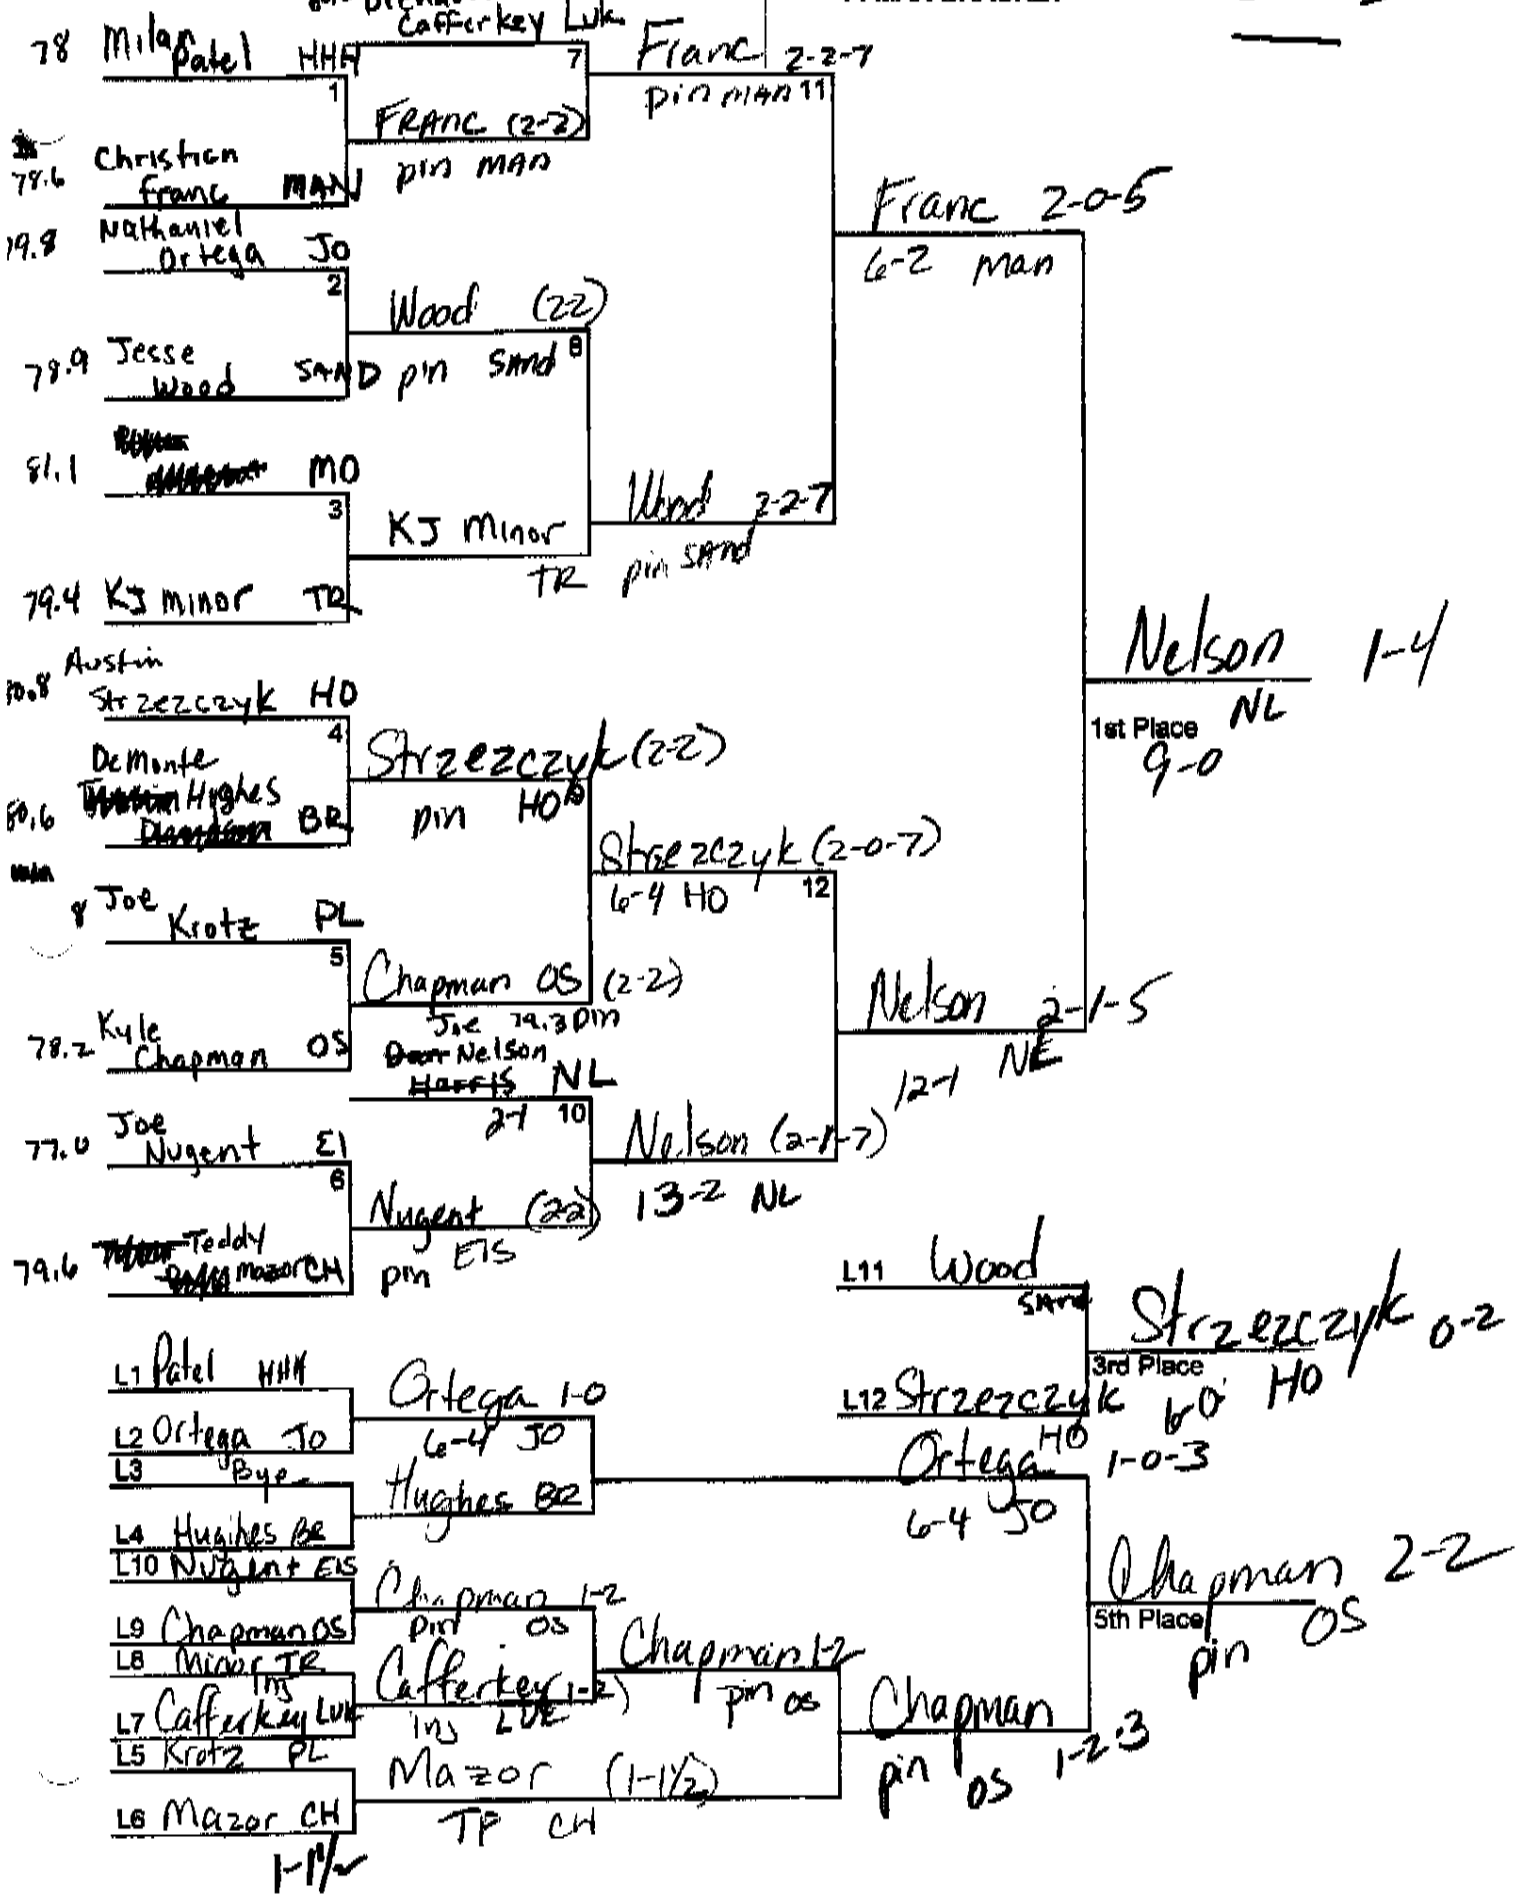 Cafferkey Luk
78 Milan Patel HHH
1
7
Franc 2-2-7
pin MAN 11
FRANC (2-2)
pin MAN
78.6 Christian Franc MAN
Franc 2-0-5
6-2 Man
Nathaniel Ortega JO
2
Wood (22)
pin SAnd 8
78.9 Jesse Wood SAND
81.1 MO
3
KJ Minor
TR
Wood 2-2-7
pin SAnd
79.4 KJ Minor TR
Nelson 1-4
1st Place NL
9-0
Austin
Strzezczyk HO
4
Strzezczyk (2-2)
pin HO
DeMonte
Hughes
BR
Strzezczyk (2-0-7)
6-4 HO 12
8 Joe Krotz PL
5
Chapman OS (2-2)
78.2 Kyle Chapman OS
Joe 79.3 pin
Nelson
Harris NL
2-1 10
Nelson 2-1-5
12-1 NE
Nelson (2-1-7)
13-2 NL
77.0 Joe Nugent EI
6
Nugent (22)
pin EIS
79.6 Teddy
Mazor CH
L11 Wood
SAnd
Strzezczyk 0-2
3rd Place HO
L12 Strzezczyk
HO
L1 Patel HHH
Ortega 1-0
6-4 JO
L2 Ortega JO
L3 Bye
Hughes BR
L4 Hughes BR
Ortega 1-0-3
6-4 JO
L10 Nugent EIS
Chapman 1-2
pin OS
L9 Chapman OS
Chapman 2-2
5th Place OS
pin
L8 Minor TR
Inj
Cafferkey (1-2)
inj LUK
L7 Cafferkey LUK
Chapman 1-2
pin OS
L5 Krotz PL
Mazor (1-1½)
TF CH
Chapman 1-2-3
pin OS
L6 Mazor CH
1-1½